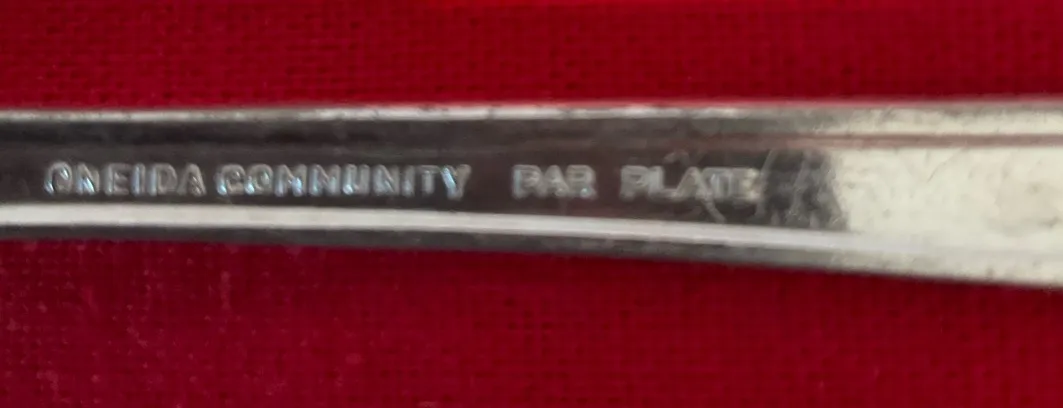 ONEIDA COMMUNITY PAR PLATE